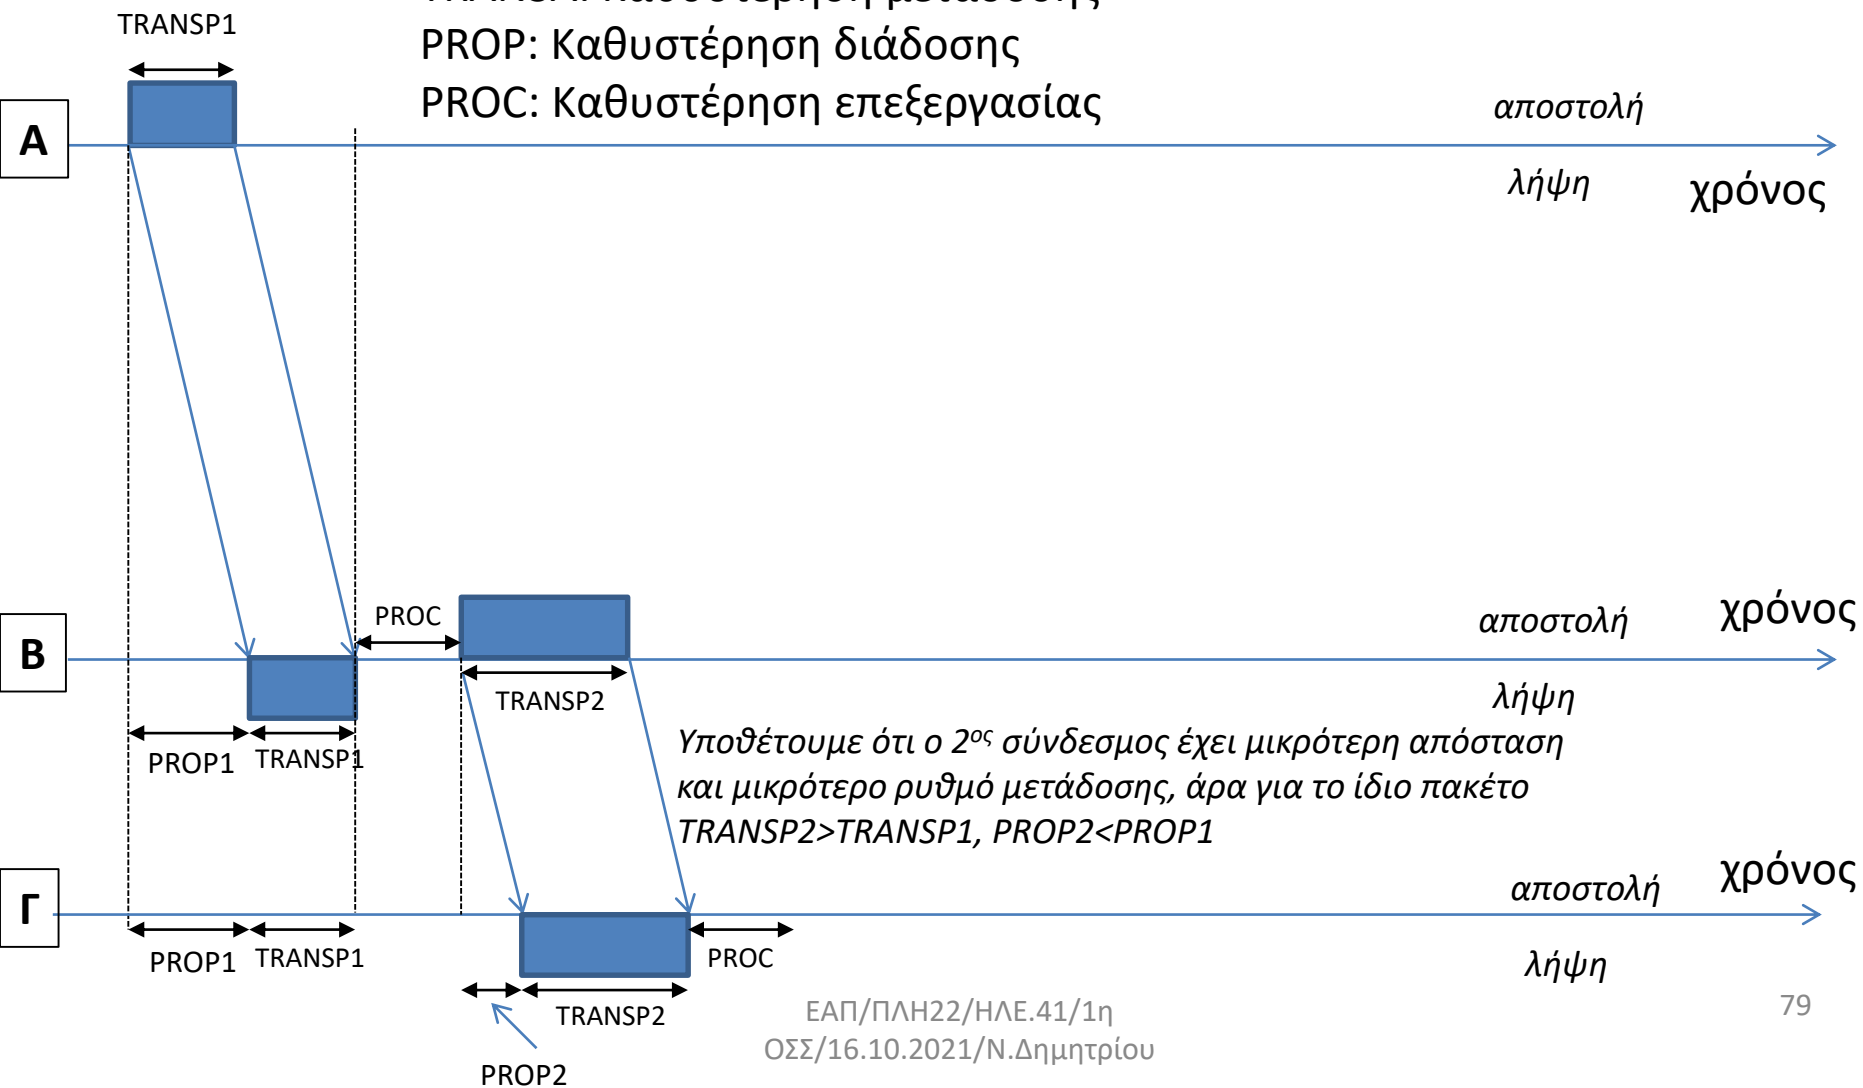 TRANSP1
PROP: Καθυστέρηση διάδοσης
PROC: Καθυστέρηση επεξεργασίας
αποστολή
A
λήψη
χρόνος
PROC
αποστολή
χρόνος
B
TRANSP2
λήψη
PROP1
TRANSP1
Υποθέτουμε ότι ο 2ος σύνδεσμος έχει μικρότερη απόσταση
και μικρότερο ρυθμό μετάδοσης, άρα για το ίδιο πακέτο
TRANSP2>TRANSP1, PROP2<PROP1
αποστολή
χρόνος
Γ
PROP1
TRANSP1
PROC
λήψη
TRANSP2
PROP2
ΕΑΠ/ΠΛΗ22/ΗΛΕ.41/1η
ΟΣΣ/16.10.2021/Ν.Δημητρίου
79